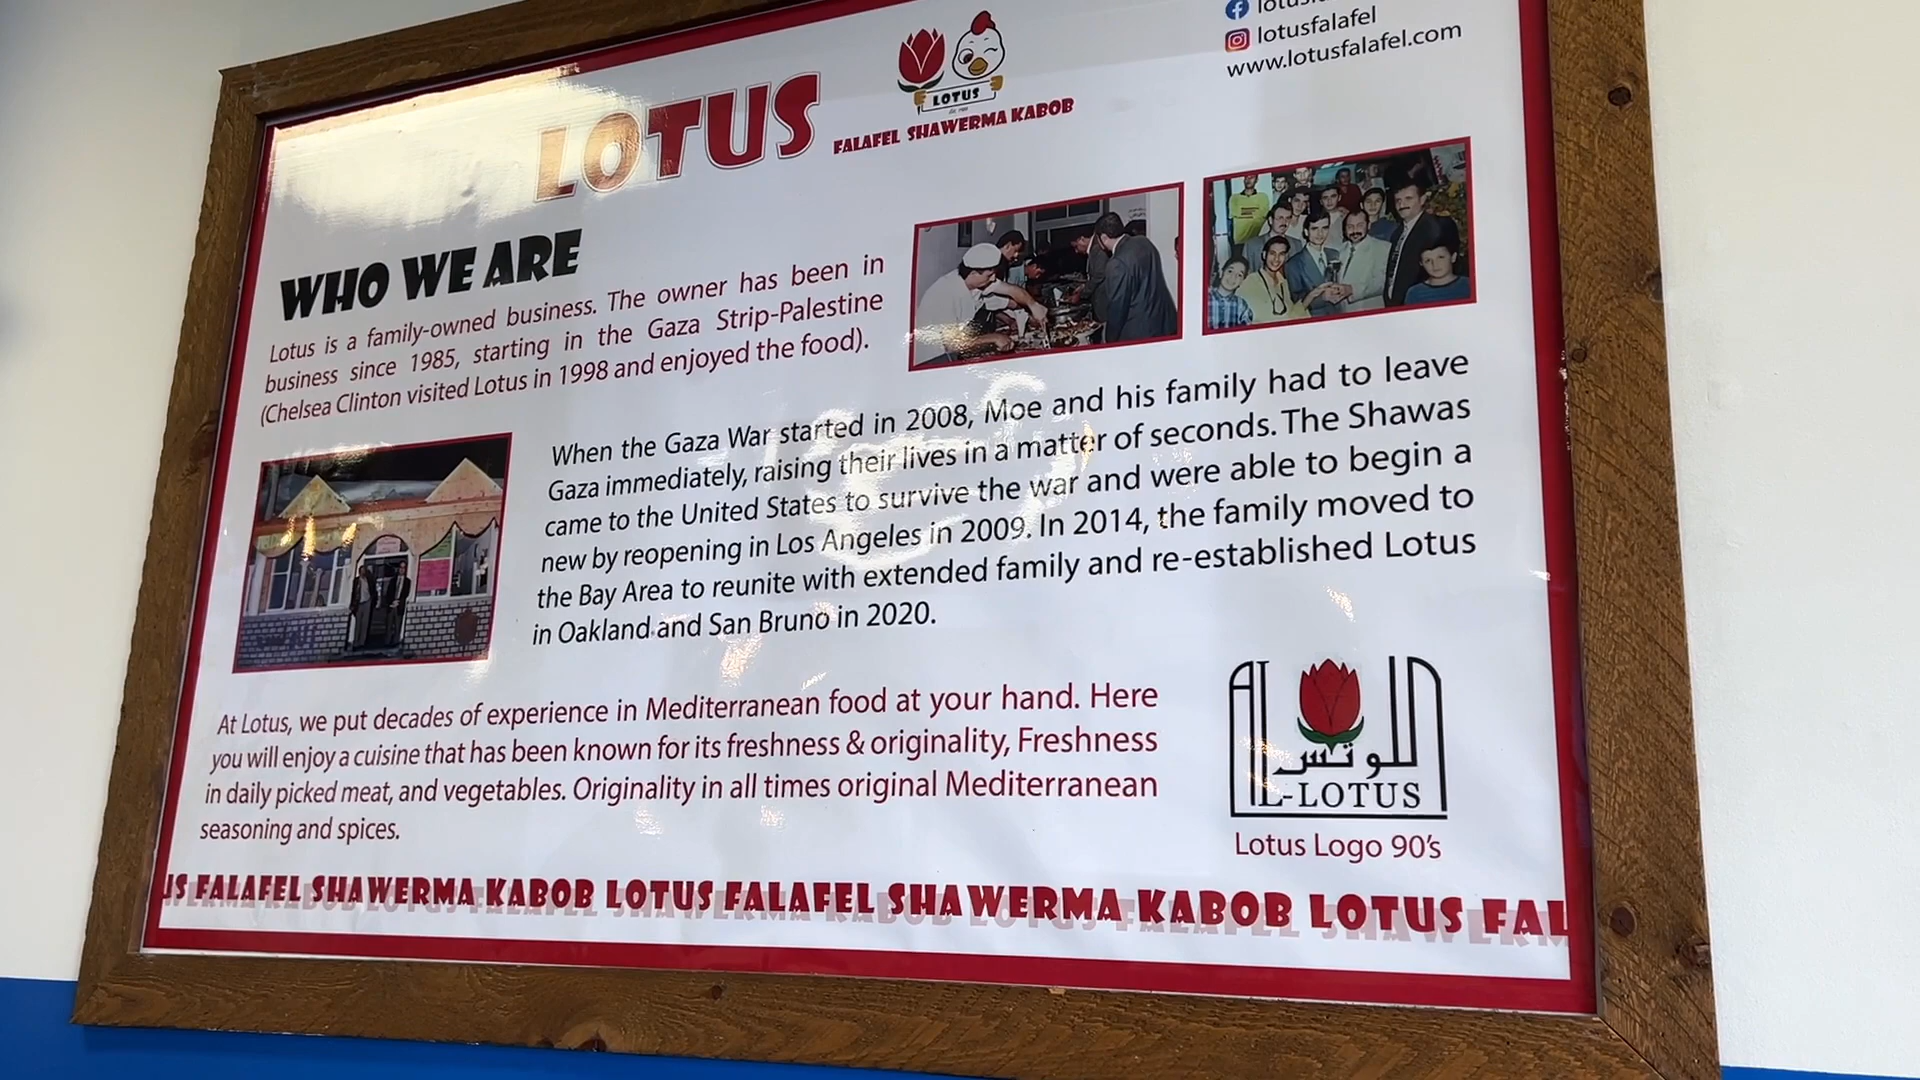 lotusfalafel
www.lotusfalafel.com
LOTUS
LOTUS
FALAFEL SHAWERMA KABOB
WHO WE ARE
Lotus is a family-owned business. The owner has been in
business since 1985, starting in the Gaza Strip-Palestine
(Chelsea Clinton visited Lotus in 1998 and enjoyed the food).
When the Gaza War started in 2008, Moe and his family had to leave
Gaza immediately, raising their lives in a matter of seconds. The Shawas
came to the United States to survive the war and were able to begin a
new by reopening in Los Angeles in 2009. In 2014, the family moved to
the Bay Area to reunite with extended family and re-established Lotus
in Oakland and San Bruno in 2020.
At Lotus, we put decades of experience in Mediterranean food at your hand. Here
you will enjoy a cuisine that has been known for its freshness & originality, Freshness
in daily picked meat, and vegetables. Originality in all times original Mediterranean
seasoning and spices.
اللوتس
AL-LOTUS
Lotus Logo 90's
US FALAFEL SHAWERMA KABOB LOTUS FALAFEL SHAWERMA KABOB LOTUS FAL